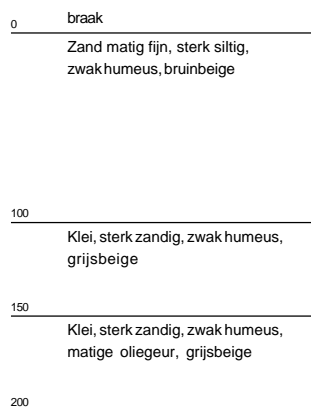 0 braak
Zand matig fijn, sterk siltig,
zwak humeus, bruinbeige
100
Klei, sterk zandig, zwak humeus,
grijsbeige
150
Klei, sterk zandig, zwak humeus,
matige oliegeur, grijsbeige
200